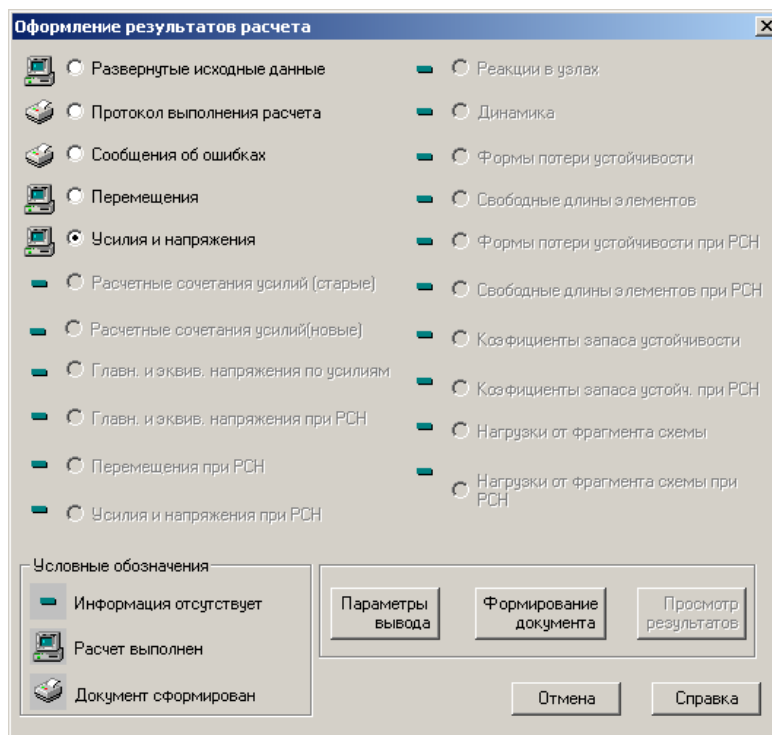 Оформление результатов расчета
Развернутые исходные данные
Протокол выполнения расчета
Сообщения об ошибках
Перемещения
Усилия и напряжения
Расчетные сочетания усилий (старые)
Расчетные сочетания усилий(новые)
Главн. и эквив. напряжения по усилиям
Главн. и эквив. напряжения при РСН
Перемещения при РСН
Усилия и напряжения при РСН
Реакции в узлах
Динамика
Формы потери устойчивости
Свободные длины элементов
Формы потери устойчивости при РСН
Свободные длины элементов при РСН
Коэфициенты запаса устойчивости
Коэфициенты запаса устойч. при РСН
Нагрузки от фрагмента схемы
Нагрузки от фрагмента схемы при
РСН
Условные обозначения
Информация отсутствует
Расчет выполнен
Документ сформирован
Параметры
вывода
Формирование
документа
Просмотр
результатов
Отмена
Справка